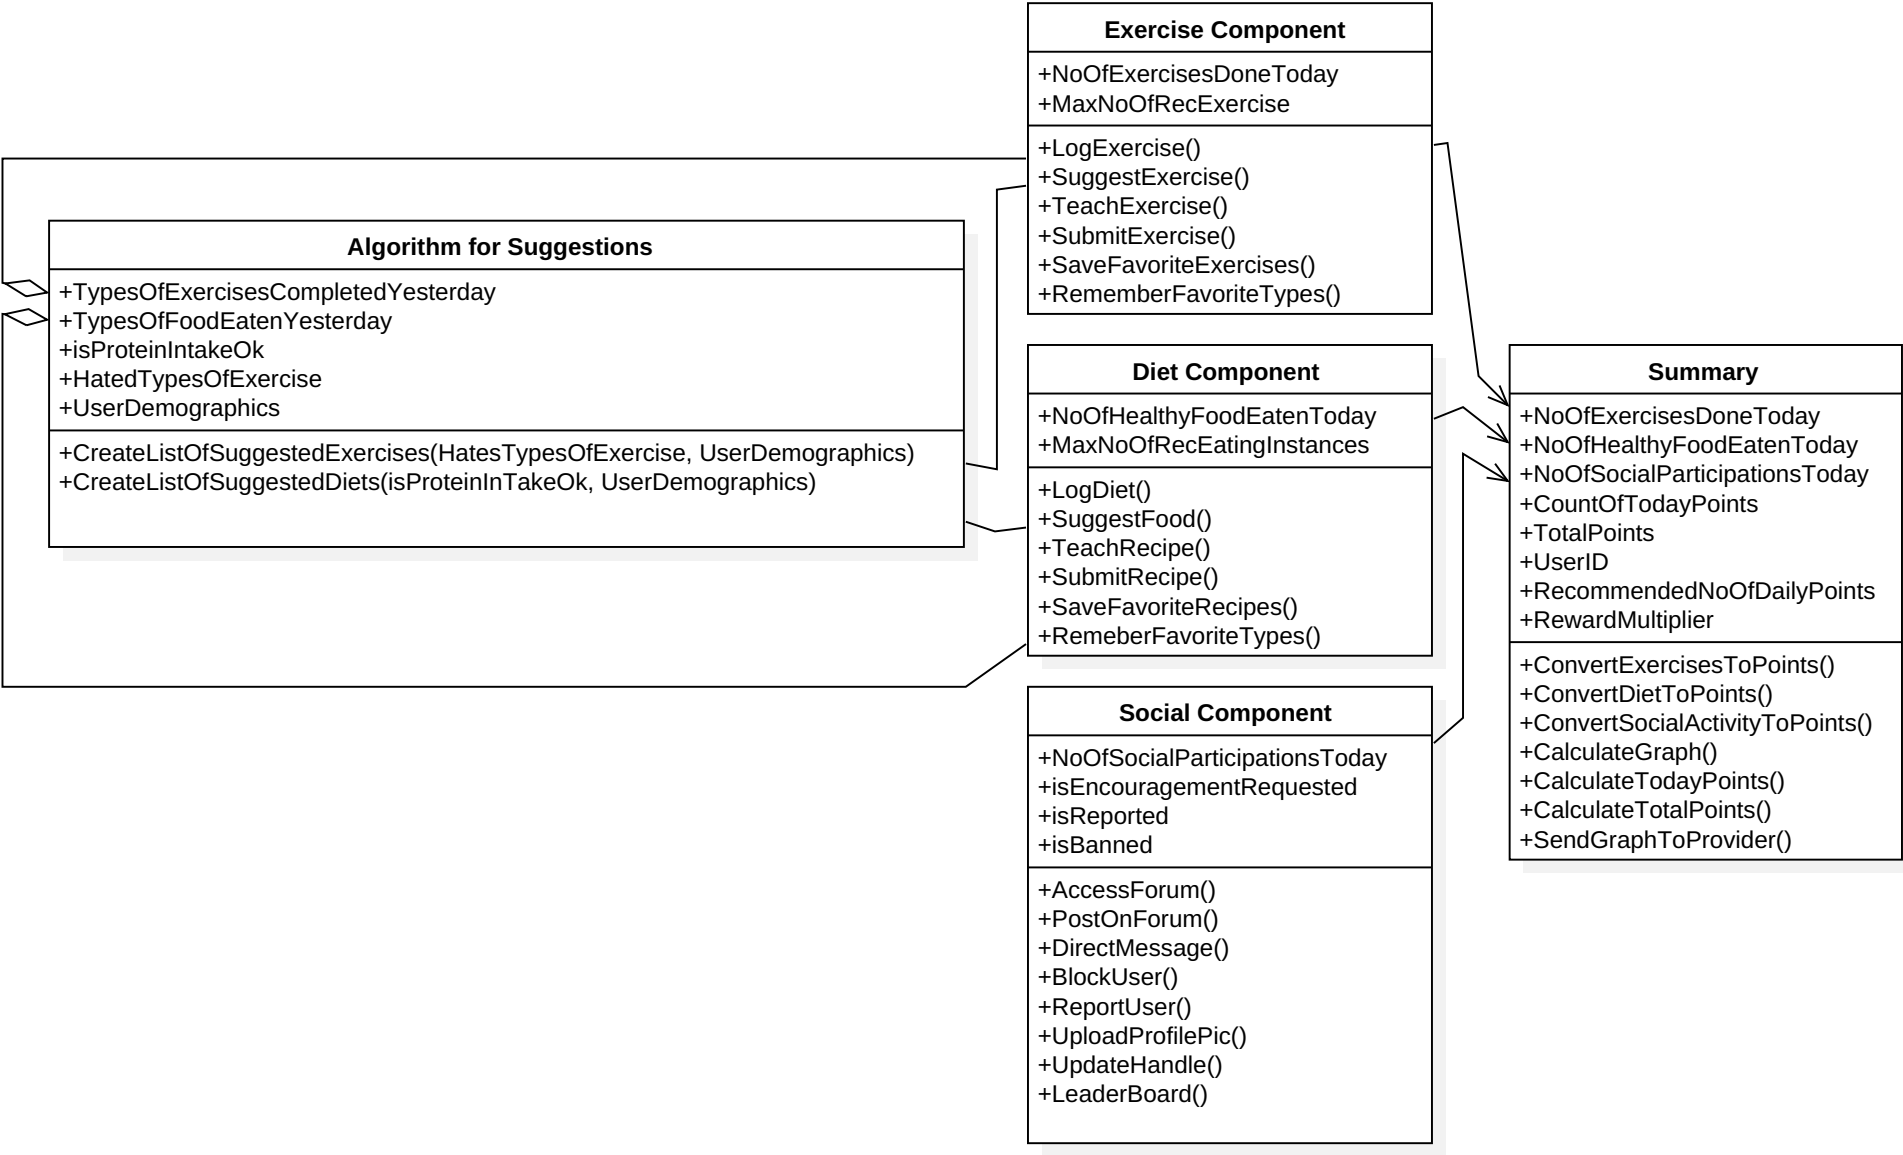 Exercise Component
+NoOfExercisesDoneToday
+MaxNoOfRecExercise
+LogExercise()
+SuggestExercise()
+TeachExercise()
+SubmitExercise()
+SaveFavoriteExercises()
+RememberFavoriteTypes()
Algorithm for Suggestions
+TypesOfExercisesCompletedYesterday
+TypesOfFoodEatenYesterday
+isProteinIntakeOk
+HatedTypesOfExercise
+UserDemographics
+CreateListOfSuggestedExercises(HatesTypesOfExercise, UserDemographics)
+CreateListOfSuggestedDiets(isProteinInTakeOk, UserDemographics)
Diet Component
+NoOfHealthyFoodEatenToday
+MaxNoOfRecEatingInstances
+LogDiet()
+SuggestFood()
+TeachRecipe()
+SubmitRecipe()
+SaveFavoriteRecipes()
+RemeberFavoriteTypes()
Summary
+NoOfExercisesDoneToday
+NoOfHealthyFoodEatenToday
+NoOfSocialParticipationsToday
+CountOfTodayPoints
+TotalPoints
+UserID
+RecommendedNoOfDailyPoints
+RewardMultiplier
+ConvertExercisesToPoints()
+ConvertDietToPoints()
+ConvertSocialActivityToPoints()
+CalculateGraph()
+CalculateTodayPoints()
+CalculateTotalPoints()
+SendGraphToProvider()
Social Component
+NoOfSocialParticipationsToday
+isEncouragementRequested
+isReported
+isBanned
+AccessForum()
+PostOnForum()
+DirectMessage()
+BlockUser()
+ReportUser()
+UploadProfilePic()
+UpdateHandle()
+LeaderBoard()